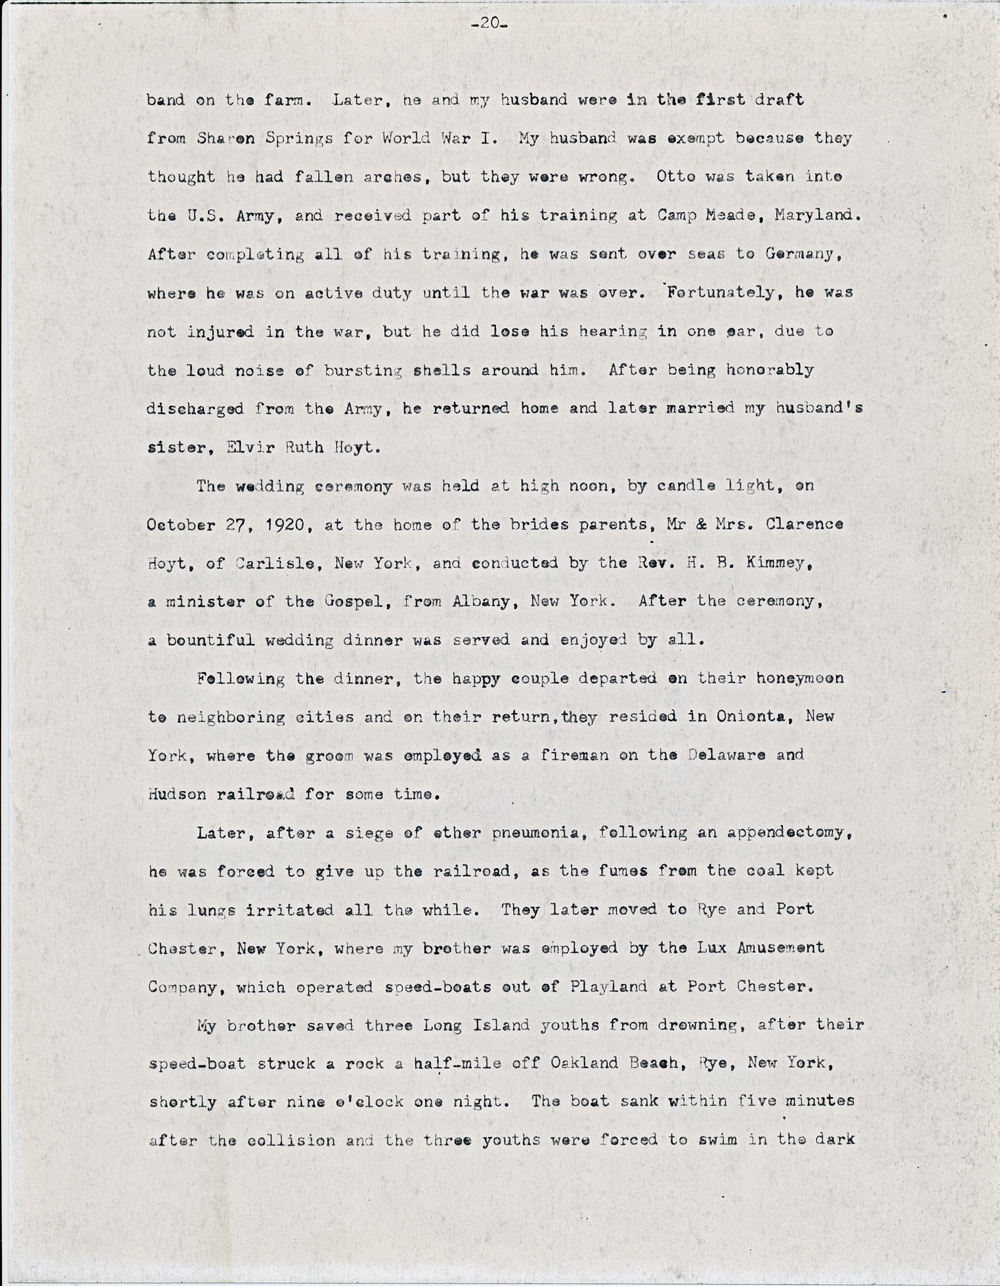 -20-
band on the farm. Later, he and my husband were in the first draft
from Sharon Springs for World War I. My husband was exempt because they
thought he had fallen arches, but they were wrong. Otto was taken into
the U.S. Army, and received part of his training at Camp Meade, Maryland.
After completing all of his training, he was sent over seas to Germany,
where he was on active duty until the war was over. Fortunately, he was
not injured in the war, but he did lose his hearing in one ear, due to
the loud noise of bursting shells around him. After being honorably
discharged from the Army, he returned home and later married my husband's
sister, Elvir Ruth Hoyt.
The wedding ceremony was held at high noon, by candle light, on
October 27, 1920, at the home of the brides parents, Mr & Mrs. Clarence
Hoyt, of Carlisle, New York, and conducted by the Rev. H. B. Kimmey,
a minister of the Gospel, from Albany, New York. After the ceremony,
a bountiful wedding dinner was served and enjoyed by all.
Following the dinner, the happy couple departed on their honeymoon
to neighboring cities and on their return,they resided in Onionta, New
York, where the groom was employed as a fireman on the Delaware and
Hudson railroad for some time.
Later, after a siege of ether pneumonia, following an appendectomy,
he was forced to give up the railroad, as the fumes from the coal kept
his lungs irritated all the while. They later moved to Rye and Port
Chester, New York, where my brother was employed by the Lux Amusement
Company, which operated speed-boats out of Playland at Port Chester.
My brother saved three Long Island youths from drowning, after their
speed-boat struck a rock a half-mile off Oakland Beach, Rye, New York,
shortly after nine o'clock one night. The boat sank within five minutes
after the collision and the three youths were forced to swim in the dark